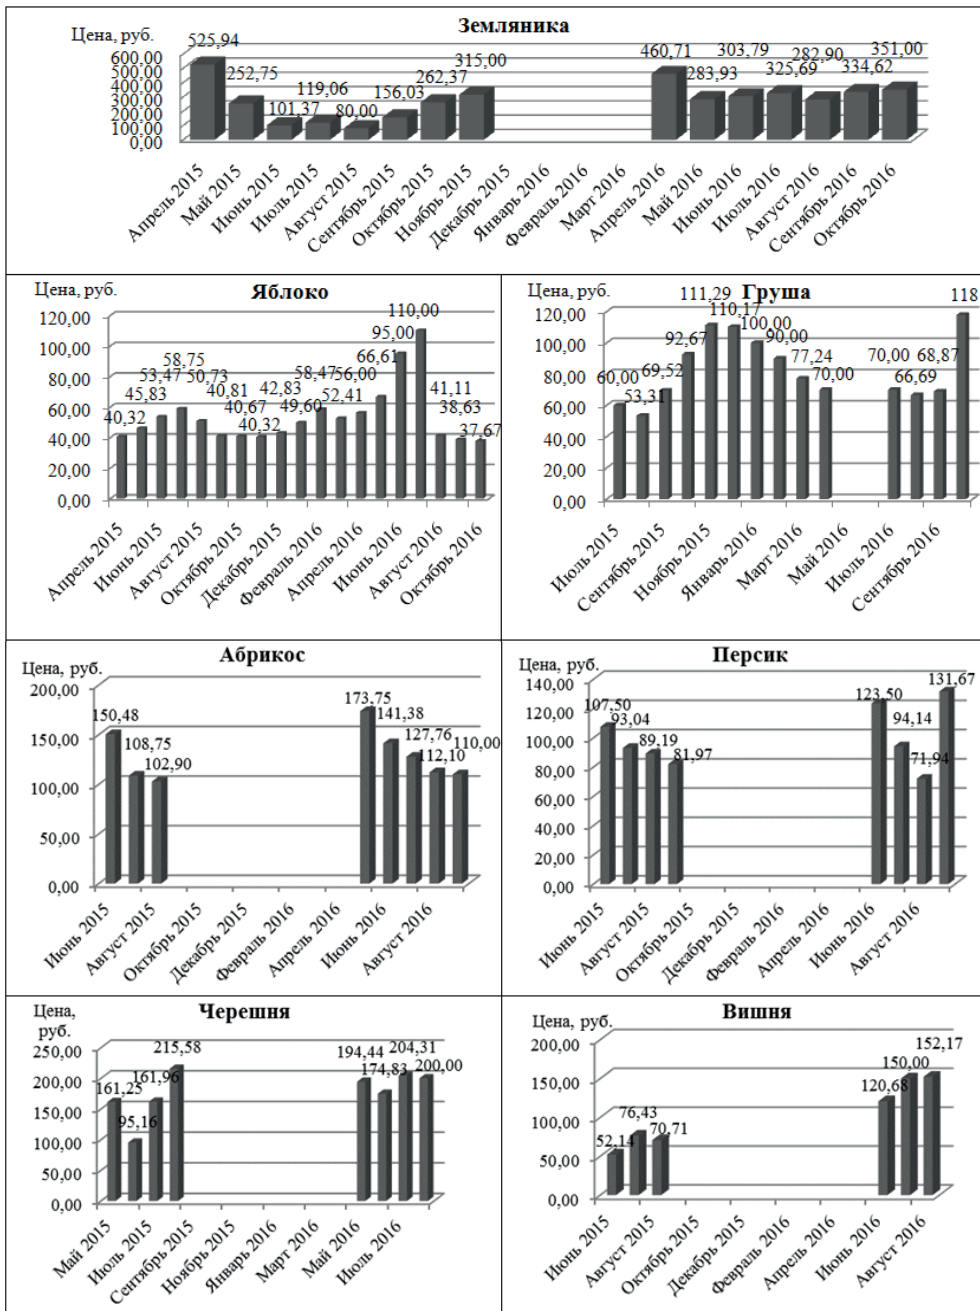 Земляника
Цена, руб.
525,94
252,75
101,37
119,06
80,00
156,03
262,37
315,00
460,71
283,93
303,79
325,69
282,90
334,62
351,00
600,00
500,00
400,00
300,00
200,00
100,00
0,00
Апрель 2015
Май 2015
Июнь 2015
Июль 2015
Август 2015
Сентябрь 2015
Октябрь 2015
Ноябрь 2015
Декабрь 2015
Январь 2016
Февраль 2016
Март 2016
Апрель 2016
Май 2016
Июнь 2016
Июль 2016
Август 2016
Сентябрь 2016
Октябрь 2016
Яблоко
Цена, руб.
120,00
100,00
80,00
60,00
40,00
20,00
0,00
40,32
45,83
53,47
58,75
50,73
40,81
40,67
40,32
42,83
49,60
58,47
52,41
56,00
66,61
95,00
110,00
41,11
38,63
37,67
Апрель 2015
Июнь 2015
Август 2015
Октябрь 2015
Декабрь 2015
Февраль 2016
Апрель 2016
Июнь 2016
Август 2016
Октябрь 2016
Груша
Цена, руб.
120,00
100,00
80,00
60,00
40,00
20,00
0,00
60,00
53,31
69,52
92,67
111,29
110,17
100,00
90,00
77,24
70,00
70,00
66,69
68,87
118
Июль 2015
Сентябрь 2015
Ноябрь 2015
Январь 2016
Март 2016
Май 2016
Июль 2016
Сентябрь 2016
Абрикос
Цена, руб.
200,00
150,00
100,00
50,00
0,00
150,48
108,75
102,90
173,75
141,38
127,76
112,10
110,00
Июнь 2015
Август 2015
Октябрь 2015
Декабрь 2015
Февраль 2016
Апрель 2016
Июнь 2016
Август 2016
Персик
Цена, руб.
140,00
120,00
100,00
80,00
60,00
40,00
20,00
0,00
107,50
93,04
89,19
81,97
123,50
94,14
71,94
131,67
Июнь 2015
Август 2015
Октябрь 2015
Декабрь 2015
Февраль 2016
Апрель 2016
Июнь 2016
Август 2016
Черешня
Цена,
руб.
250,00
200,00
150,00
100,00
50,00
0,00
161,25
95,16
161,96
215,58
194,44
174,83
204,31
200,00
Май 2015
Июль 2015
Сентябрь 2015
Ноябрь 2015
Январь 2016
Март 2016
Май 2016
Июль 2016
Вишня
Цена, руб.
200,00
150,00
100,00
50,00
0,00
52,14
76,43
70,71
120,68
150,00
152,17
Июнь 2015
Август 2015
Октябрь 2015
Декабрь 2015
Февраль 2016
Апрель 2016
Июнь 2016
Август 2016